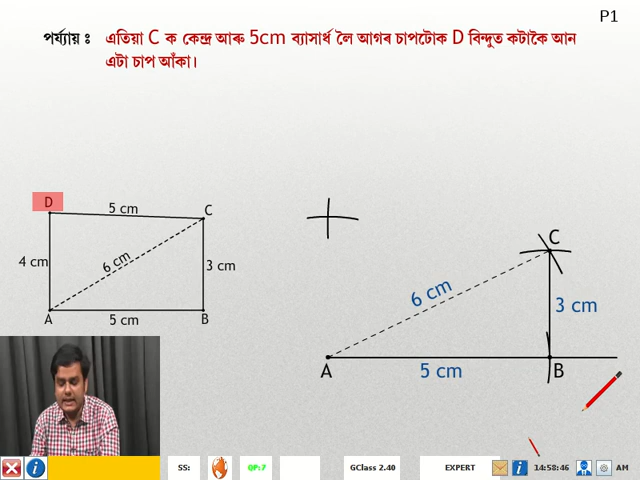 P1
পৰ্য্যায় ঃ এতিয়া C ক কেন্দ্ৰ আৰু 5cm ব্যাসাৰ্ধ লৈ আগৰ চাপটোক D বিন্দুত কটাকৈ আন
এটা চাপ আঁকা।
D
5 cm
C
4 cm
6 cm
3 cm
A
5 cm
B
C
6 cm
3 cm
A
5 cm
B
SS:
QP:7
GClass 2.40
EXPERT
14:58:46
AM